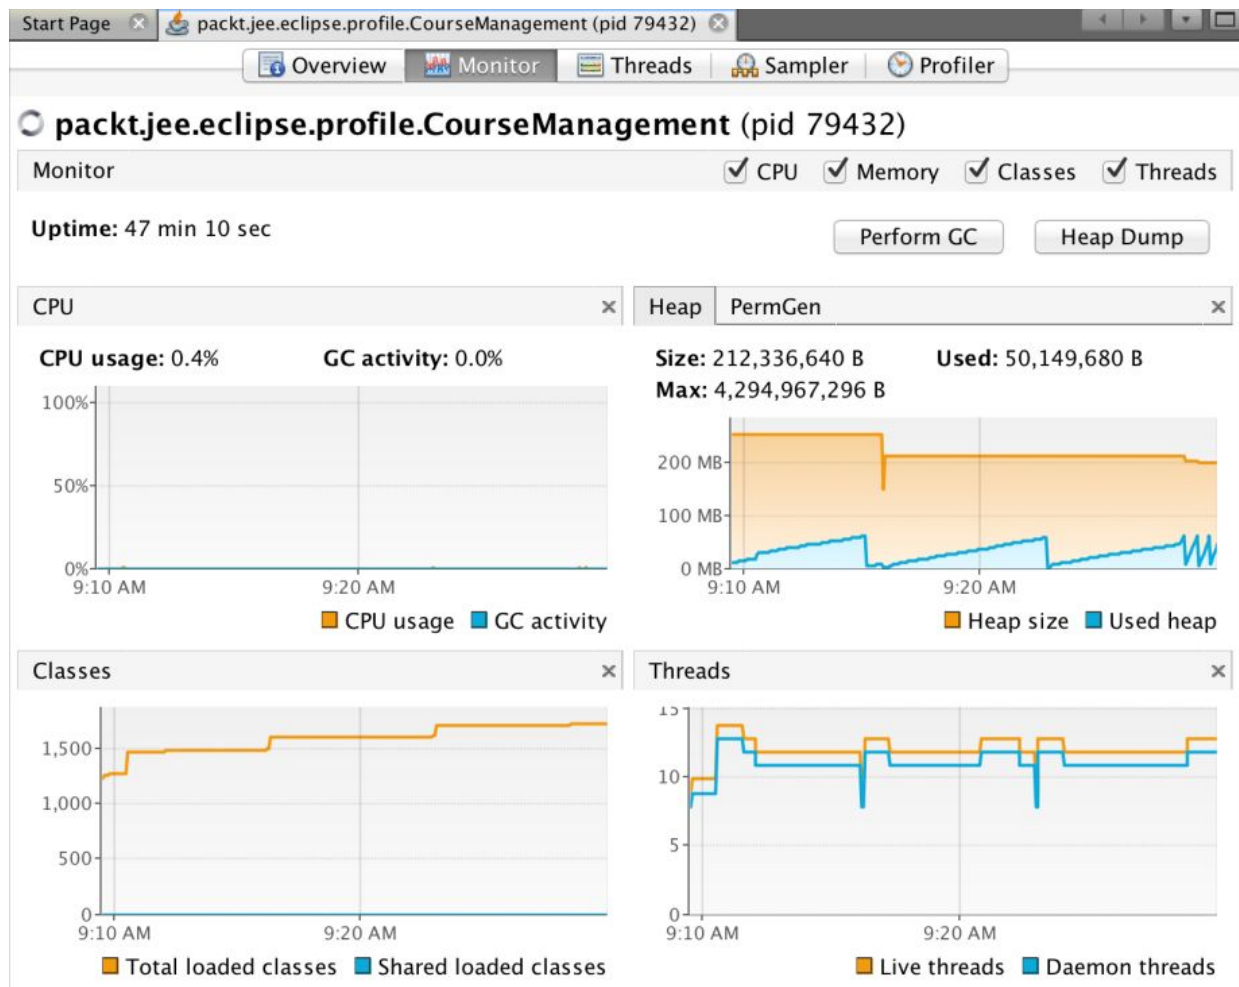 Start Page packt.jee.eclipse.profile.CourseManagement (pid 79432)
Overview Monitor Threads Sampler Profiler
packt.jee.eclipse.profile.CourseManagement (pid 79432)
Monitor CPU Memory Classes Threads
Uptime: 47 min 10 sec Perform GC Heap Dump
CPU
CPU usage: 0.4% GC activity: 0.0%
100%
50%
0%
9:10 AM 9:20 AM
CPU usage GC activity
Heap PermGen
Size: 212,336,640 B Used: 50,149,680 B
Max: 4,294,967,296 B
200 MB
100 MB
0 MB
9:10 AM 9:20 AM
Heap size Used heap
Classes
1,500
1,000
500
0
9:10 AM 9:20 AM
Total loaded classes Shared loaded classes
Threads
15
10
5
0
9:10 AM 9:20 AM
Live threads Daemon threads